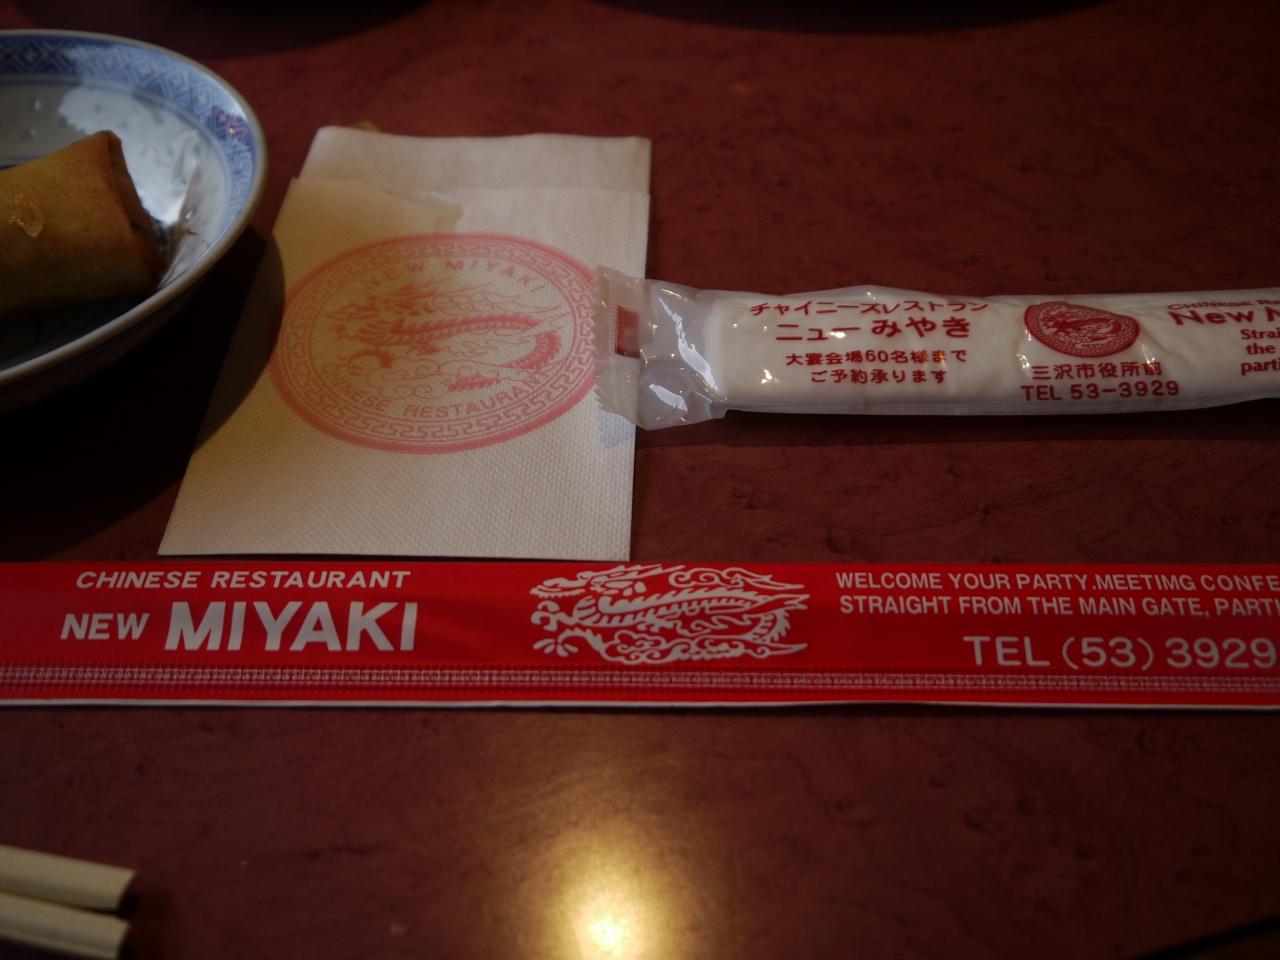 NEW MIYAKI
RESTAURANT
チャイニーズレストラン
ニューみやき
大宴会場60名様まで
ご予約承ります
三沢市役所前
TEL 53-3929
CHINESE
New
the
CHINESE RESTAURANT
NEW MIYAKI
WELCOME YOUR PARTY.MEETIMG CONFE
STRAIGHT FROM THE MAIN GATE, PARTI
TEL (53) 3929